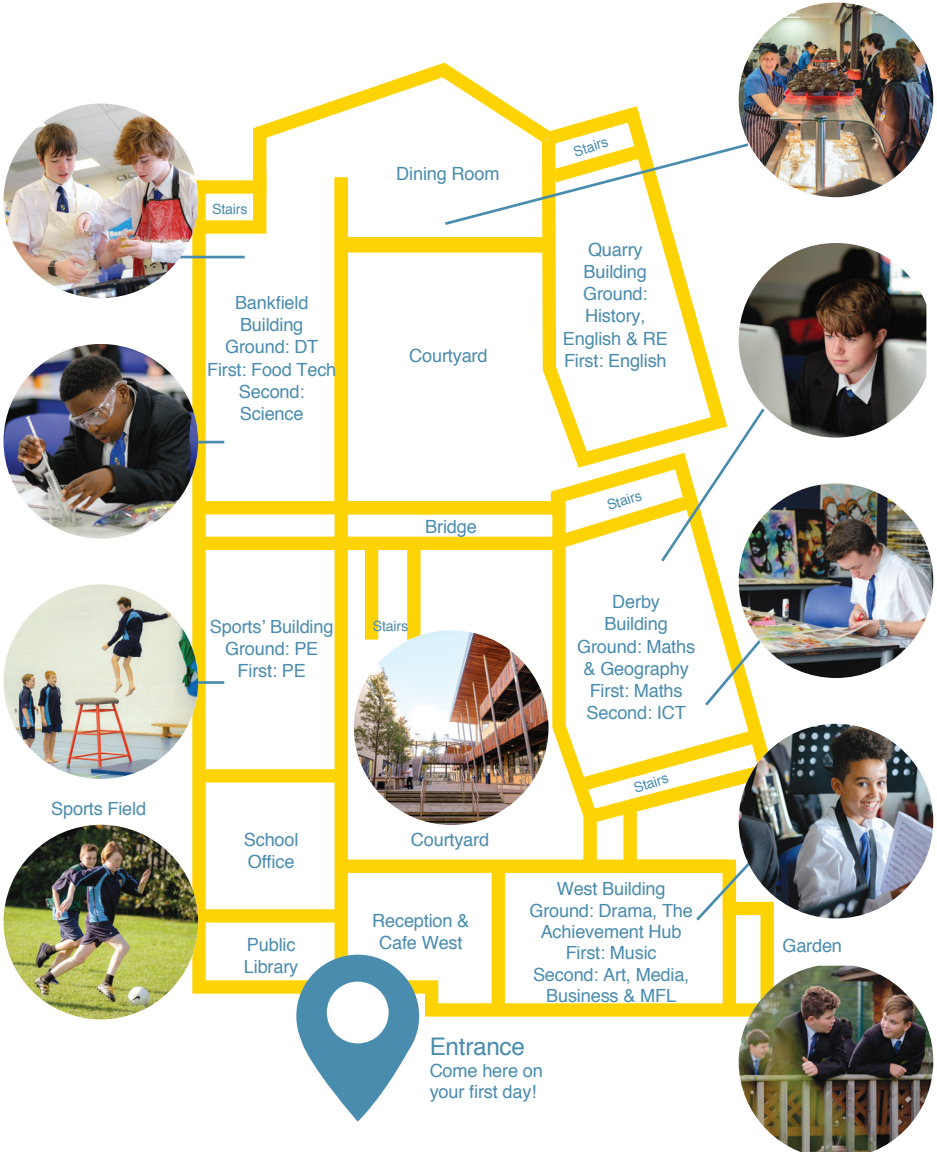 Stairs
Dining Room
Stairs
Quarry
Building
Ground:
History,
English & RE
First: English
Bankfield
Building
Ground: DT
First: Food Tech
Second:
Science
Courtyard
Stairs
Bridge
Derby
Building
Ground: Maths
& Geography
First: Maths
Second: ICT
Sports’ Building
Ground: PE
First: PE
Stairs
Stairs
Sports Field
School
Office
Courtyard
West Building
Ground: Drama, The
Achievement Hub
First: Music
Second: Art, Media,
Business & MFL
Reception &
Cafe West
Public
Library
Garden
Entrance
Come here on
your first day!